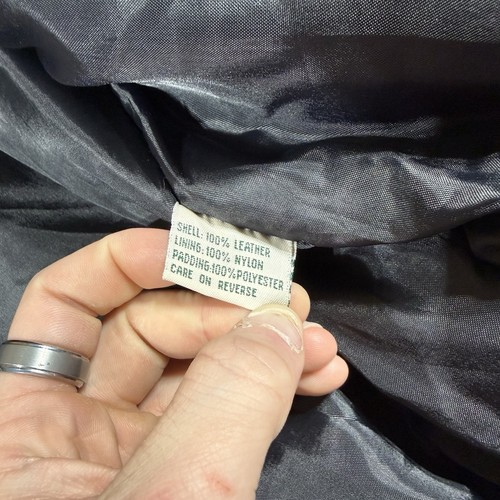 SHELL: 100% LEATHER
LINING: 100% NYLON
PADDING:100%POLYESTER
CARE ON REVERSE